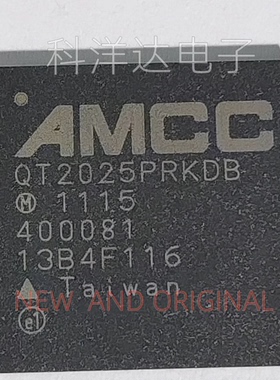 科洋达电子
AMCC
QT2025PRKDB
Ⓜ 1115
400081
13B4F116
Taiwan
NEW AND ORIGINAL
e1